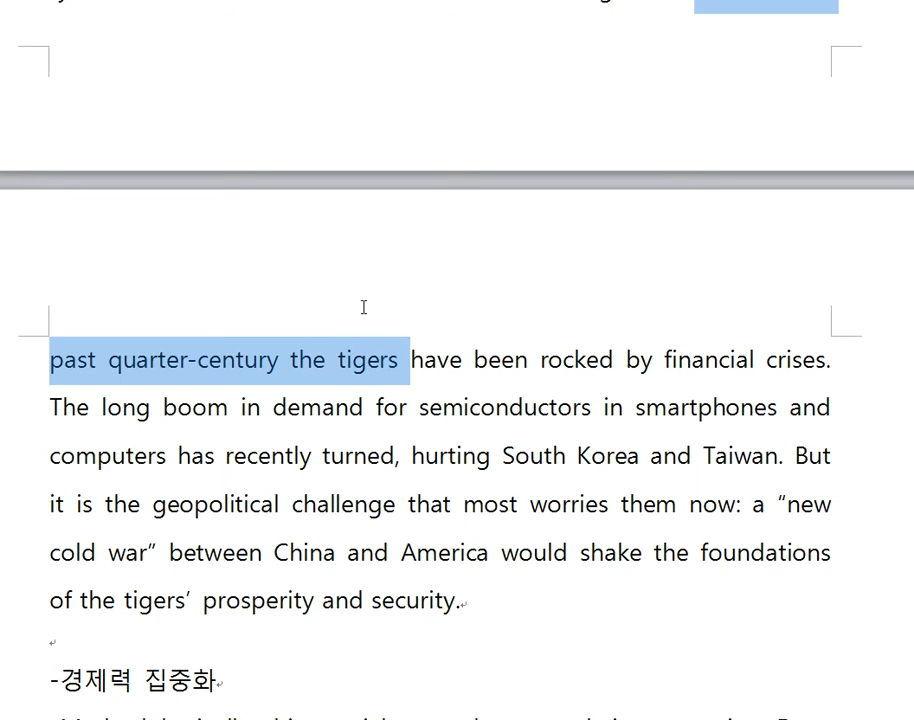 past quarter-century the tigers have been rocked by financial crises.
The long boom in demand for semiconductors in smartphones and
computers has recently turned, hurting South Korea and Taiwan. But
it is the geopolitical challenge that most worries them now: a “new
cold war” between China and America would shake the foundations
of the tigers’ prosperity and security.
-경제력 집중화